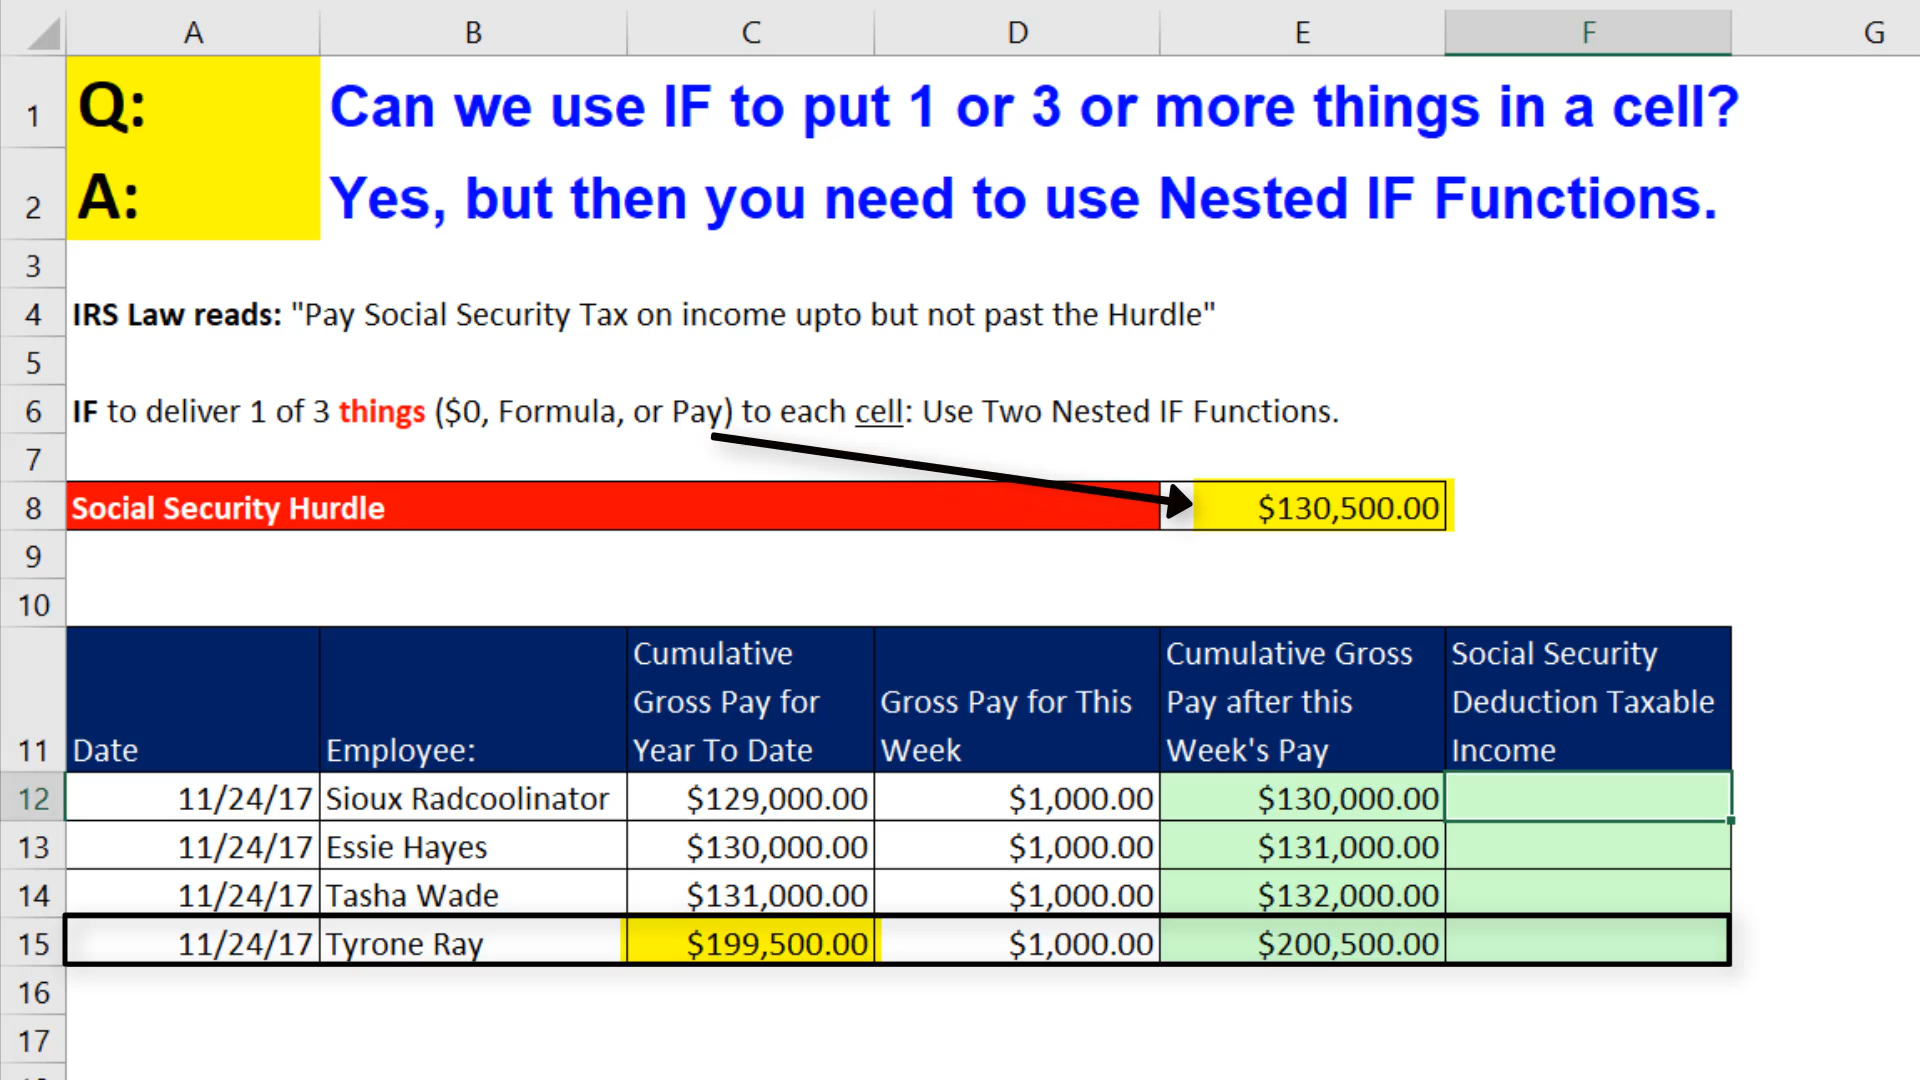 A B C D E F G
1 Q: Can we use IF to put 1 or 3 or more things in a cell?
2 A: Yes, but then you need to use Nested IF Functions.
3
4 IRS Law reads: "Pay Social Security Tax on income upto but not past the Hurdle"
5
6 IF to deliver 1 of 3 things ($0, Formula, or Pay) to each cell: Use Two Nested IF Functions.
7
8 Social Security Hurdle $130,500.00
9
10
11 Date Employee: Cumulative Gross Pay for Year To Date Gross Pay for This Week Cumulative Gross Pay after this Week's Pay Social Security Deduction Taxable Income
12 11/24/17 Sioux Radcoolinator $129,000.00 $1,000.00 $130,000.00
13 11/24/17 Essie Hayes $130,000.00 $1,000.00 $131,000.00
14 11/24/17 Tasha Wade $131,000.00 $1,000.00 $132,000.00
15 11/24/17 Tyrone Ray $199,500.00 $1,000.00 $200,500.00
16
17